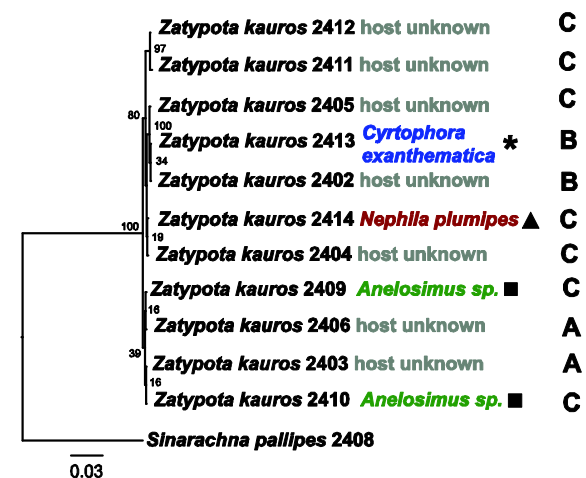 Zatypota kauros 2412 host unknown C
97
Zatypota kauros 2411 host unknown C
Zatypota kauros 2405 host unknown C
80
100
Zatypota kauros 2413 Cyrtophora exanthematica * B
34
Zatypota kauros 2402 host unknown B
Zatypota kauros 2414 Nephila plumipes ▲ C
100
19
Zatypota kauros 2404 host unknown C
Zatypota kauros 2409 Anelosimus sp. ■ C
16
Zatypota kauros 2406 host unknown A
39
Zatypota kauros 2403 host unknown A
16
Zatypota kauros 2410 Anelosimus sp. ■ C
Sinarachna pallipes 2408
0.03